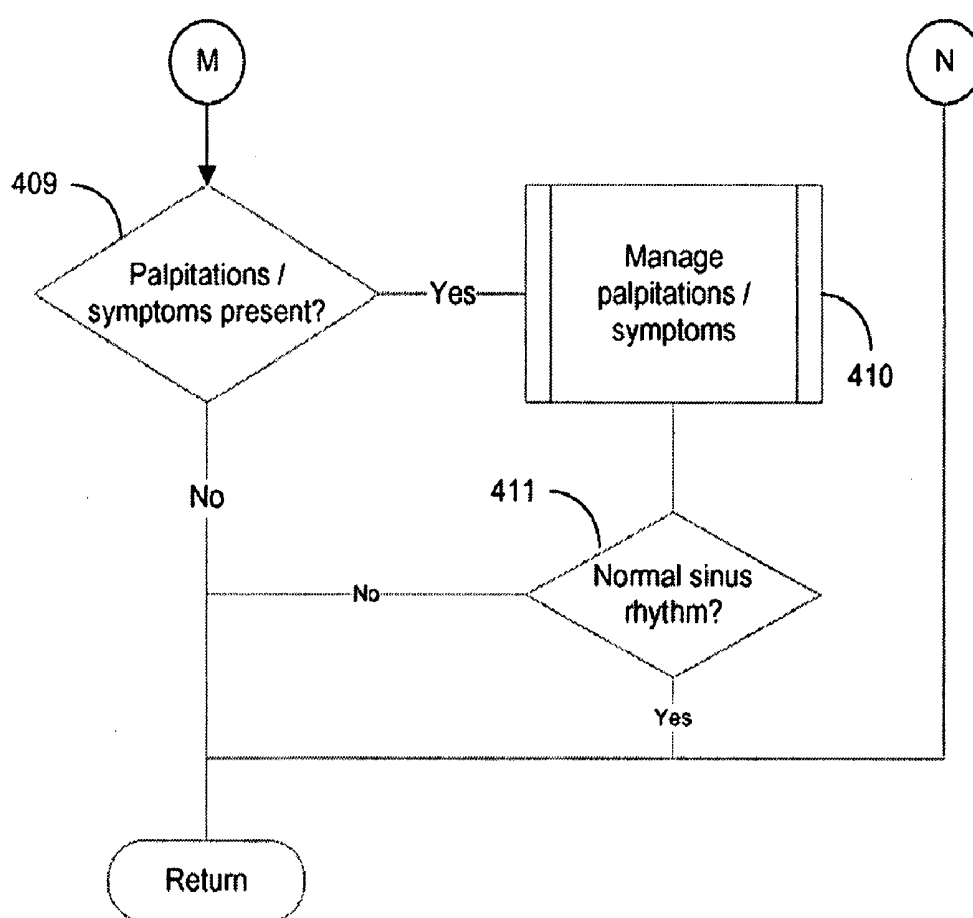 M
N
409
Palpitations /
symptoms present?
Yes
Manage
palpitations /
symptoms
410
No
411
Normal sinus
rhythm?
No
Yes
Return